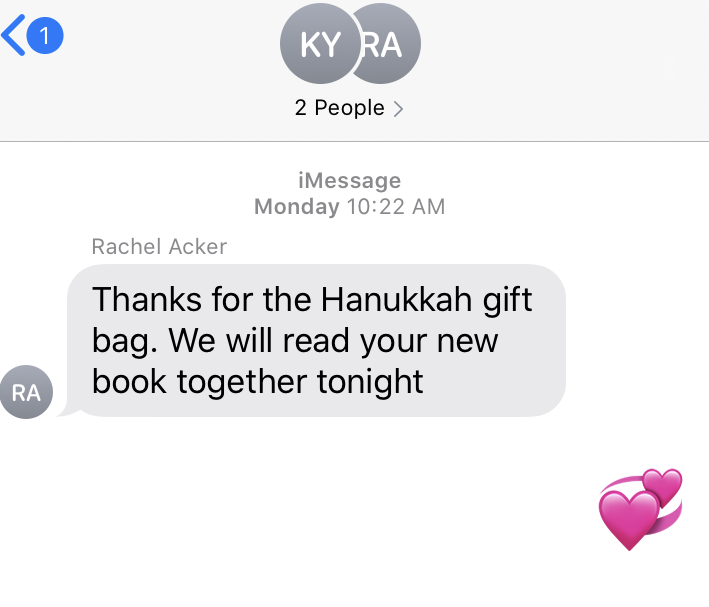 1
KY RA
2 People >
iMessage
Monday 10:22 AM
Rachel Acker
Thanks for the Hanukkah gift
bag. We will read your new
book together tonight
RA